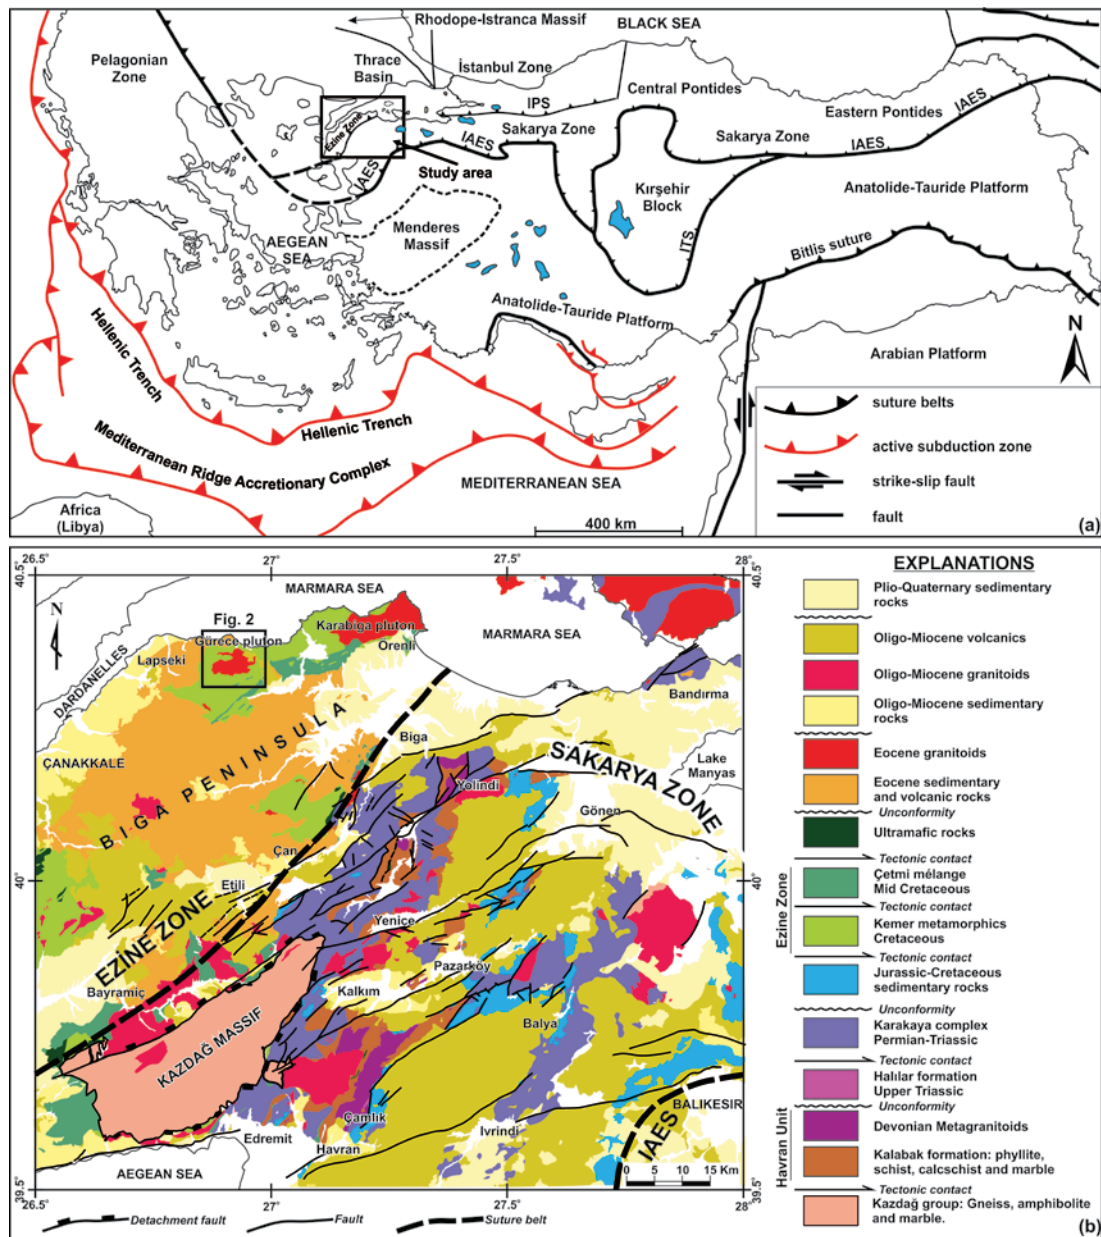 Rhodope-Istranca Massif
BLACK SEA
Pelagonian
Zone
Thrace
Basin
İstanbul Zone
Central Pontides
IPS
Eastern Pontides
IAES
Ezine Zone
IAES
Sakarya Zone
Sakarya Zone
IAES
IAES
Study area
Kırşehir
Block
Anatolide-Tauride Platform
Menderes
Massif
AEGEAN
SEA
ITS
Bitlis suture
Anatolide-Tauride
Platform
Hellenic
Trench
N
Arabian Platform
Hellenic Trench
Mediterranean Ridge Accretionary Complex
MEDITERRANEAN SEA
Africa
(Libya)
400 km
suture belts
active subduction zone
strike-slip fault
fault
(a)
26.5°
27°
27.5°
28°
40.5°
40.5°
N
MARMARA SEA
Fig. 2
Gürece pluton
Karabiga pluton
Orenli
MARMARA SEA
Lapseki
DARDANELLES
Bandırma
Biga
ÇANAKKALE
BIGA PENINSULA
SAKARYA ZONE
Lake
Manyas
Yolindi
Gönen
Çan
40°
40°
Etili
EZINE ZONE
Yenice
Pazarköy
Bayramiç
Kalkım
Balya
KAZDAĞ MASSIF
Çamlık
BALIKESIR
IAES
Edremit
Havran
Ivrindi
AEGEAN SEA
0 5 10 15 Km
39.5°
39.5°
26.5°
27°
27.5°
28°
Detachment fault
Fault
Suture belt
EXPLANATIONS
Plio-Quaternary sedimentary
rocks
Oligo-Miocene volcanics
Oligo-Miocene granitoids
Oligo-Miocene sedimentary
rocks
Eocene granitoids
Eocene sedimentary
and volcanic rocks
Unconformity
Ultramafic rocks
Tectonic contact
Ezine Zone
Çetmi mélange
Mid Cretaceous
Tectonic contact
Kemer metamorphics
Cretaceous
Tectonic contact
Jurassic-Cretaceous
sedimentary rocks
Unconformity
Karakaya complex
Permian-Triassic
Tectonic contact
Halılar formation
Upper Triassic
Unconformity
Havran Unit
Devonian Metagranitoids
Kalabak formation: phyllite,
schist, calcschist and marble
Tectonic contact
Kazdağ group: Gneiss, amphibolite
and marble.
(b)